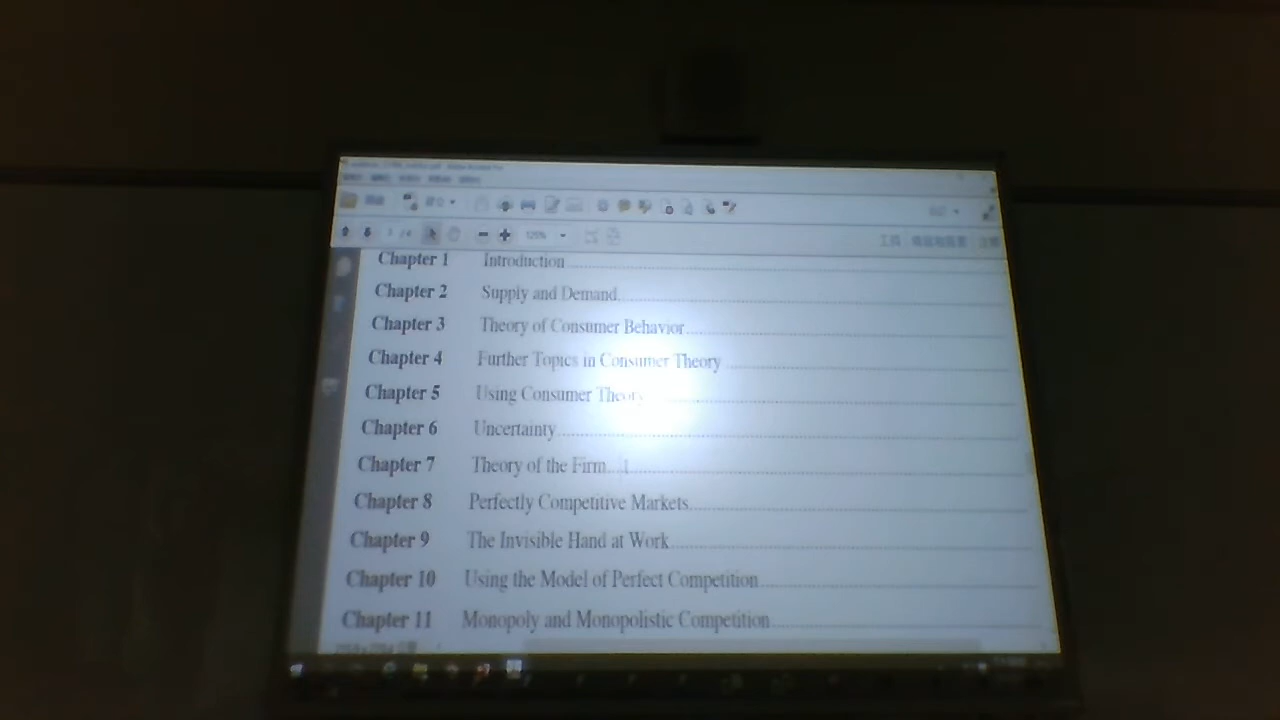 Chapter 1 Introduction
Chapter 2 Supply and Demand
Chapter 3 Theory of Consumer Behavior
Chapter 4 Further Topics in Consumer Theory
Chapter 5 Using Consumer Theory
Chapter 6 Uncertainty
Chapter 7 Theory of the Firm
Chapter 8 Perfectly Competitive Markets
Chapter 9 The Invisible Hand at Work
Chapter 10 Using the Model of Perfect Competition
Chapter 11 Monopoly and Monopolistic Competition